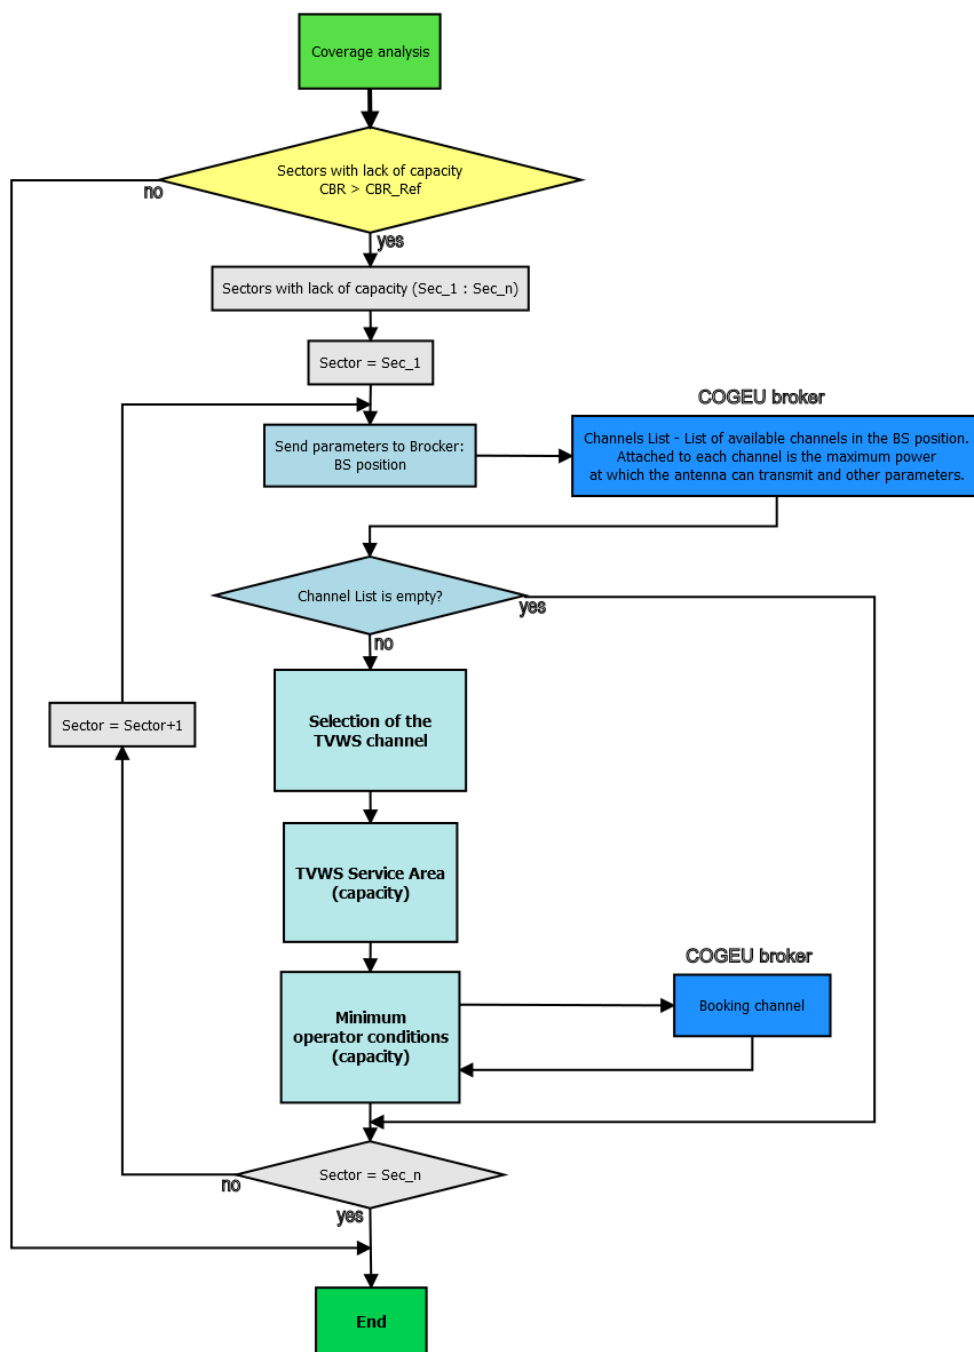 Coverage analysis
Sectors with lack of capacity
CBR > CBR_Ref
no
yes
Sectors with lack of capacity (Sec_1 : Sec_n)
Sector = Sec_1
COGEU broker
Send parameters to Brocker:
BS position
Channels List - List of available channels in the BS position.
Attached to each channel is the maximum power
at which the antenna can transmit and other parameters.
Channel List is empty?
yes
no
Selection of the
TVWS channel
Sector = Sector+1
TVWS Service Area
(capacity)
COGEU broker
Minimum
operator conditions
(capacity)
Booking channel
Sector = Sec_n
no
yes
End